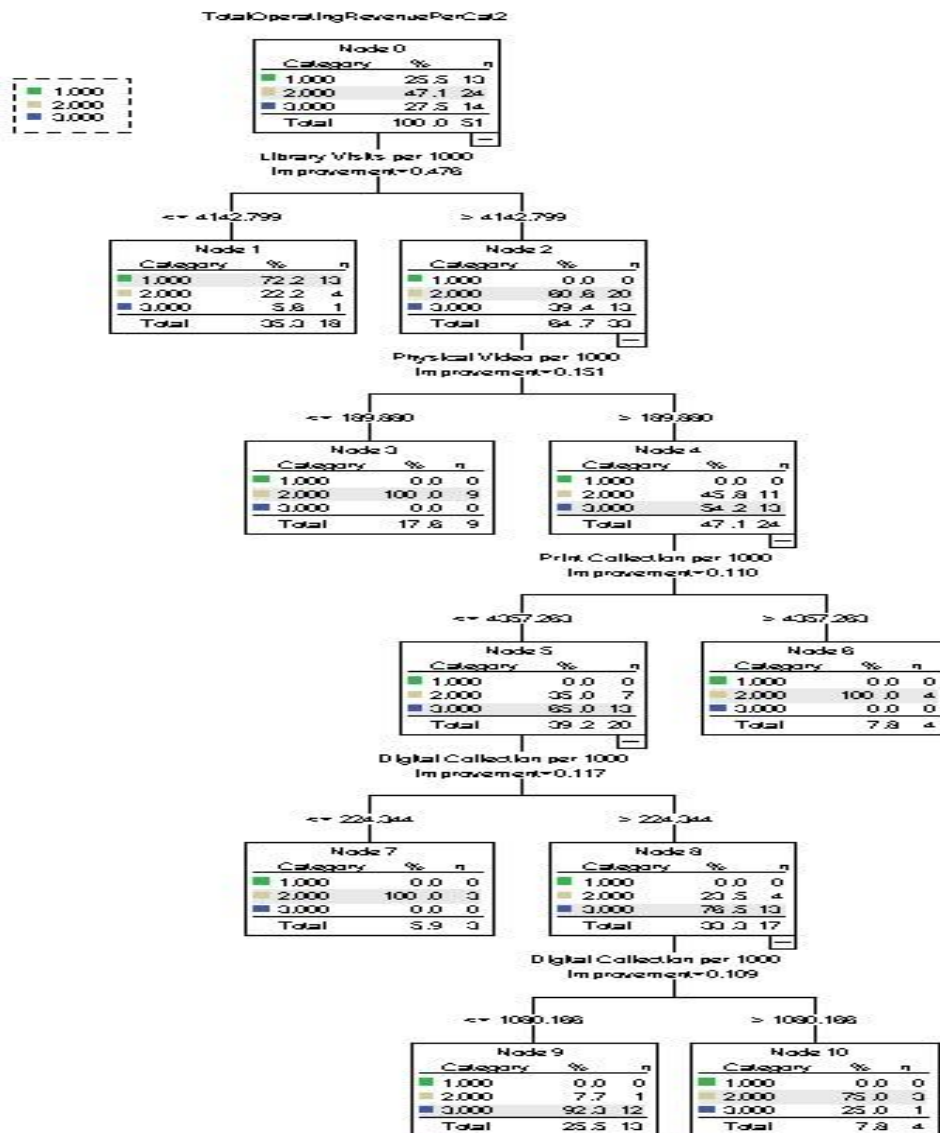 TotalOperatingRevenuePerCat2
1.000
2.000
3.000
Node 0
Category % n
1.000 25.5 13
2.000 47.1 24
3.000 27.5 14
Total 100.0 51
Library Visits per 1000
Improvement=0.476
<= 4142.799
> 4142.799
Node 1
Category % n
1.000 72.2 13
2.000 22.2 4
3.000 5.6 1
Total 35.3 18
Node 2
Category % n
1.000 0.0 0
2.000 60.6 20
3.000 39.4 13
Total 64.7 33
Physical Video per 1000
Improvement=0.151
<= 189.880
> 189.880
Node 3
Category % n
1.000 0.0 0
2.000 100.0 9
3.000 0.0 0
Total 17.6 9
Node 4
Category % n
1.000 0.0 0
2.000 45.8 11
3.000 54.2 13
Total 47.1 24
Print Collection per 1000
Improvement=0.110
<= 4357.263
> 4357.263
Node 5
Category % n
1.000 0.0 0
2.000 35.0 7
3.000 65.0 13
Total 39.2 20
Node 6
Category % n
1.000 0.0 0
2.000 100.0 4
3.000 0.0 0
Total 7.8 4
Digital Collection per 1000
Improvement=0.117
<= 224.344
> 224.344
Node 7
Category % n
1.000 0.0 0
2.000 100.0 3
3.000 0.0 0
Total 5.9 3
Node 8
Category % n
1.000 0.0 0
2.000 23.5 4
3.000 76.5 13
Total 33.3 17
Digital Collection per 1000
Improvement=0.109
<= 1080.166
> 1080.166
Node 9
Category % n
1.000 0.0 0
2.000 7.7 1
3.000 92.3 12
Total 25.5 13
Node 10
Category % n
1.000 0.0 0
2.000 75.0 3
3.000 25.0 1
Total 7.8 4